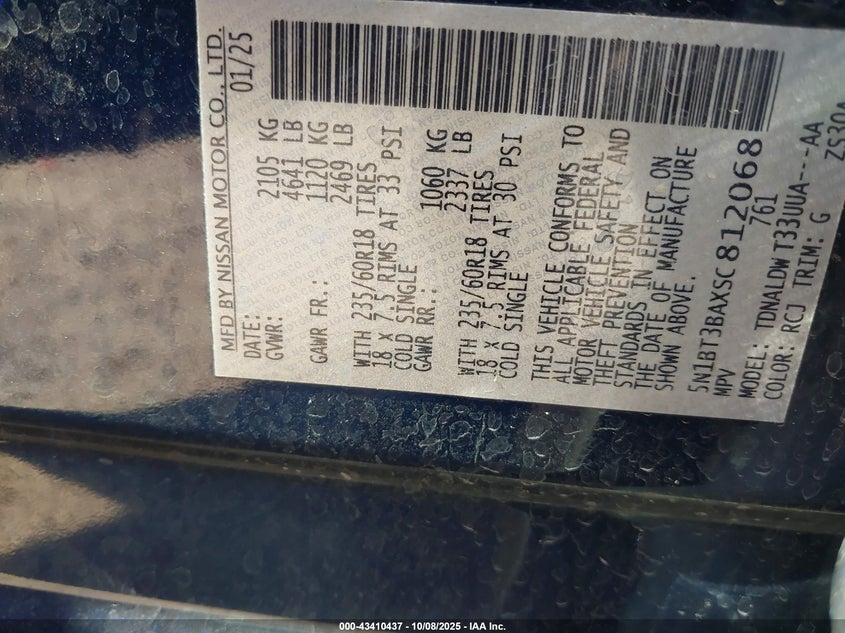 MFD BY NISSAN MOTOR CO., LTD.
DATE: 01/25
GVWR: 2105 KG
4641 LB
GAWR FR.: 1120 KG
2469 LB
WITH 235/60R18 TIRES
18 X 7.5 RIMS AT 33 PSI
COLD SINGLE
GAWR RR.: 1060 KG
2337 LB
WITH 235/60R18 TIRES
18 X 7.5 RIMS AT 30 PSI
COLD SINGLE
THIS VEHICLE CONFORMS TO
ALL APPLICABLE FEDERAL
MOTOR VEHICLE SAFETY AND
THEFT PREVENTION
STANDARDS IN EFFECT ON
THE DATE OF MANUFACTURE
SHOWN ABOVE.
5N1BT3BAXSC812068
MPV 761
MODEL: TDNALDWT33UUA---AA
COLOR: RCJ TRIM: G ZS30A
000-43410437 - 10/08/2025 - IAA Inc.